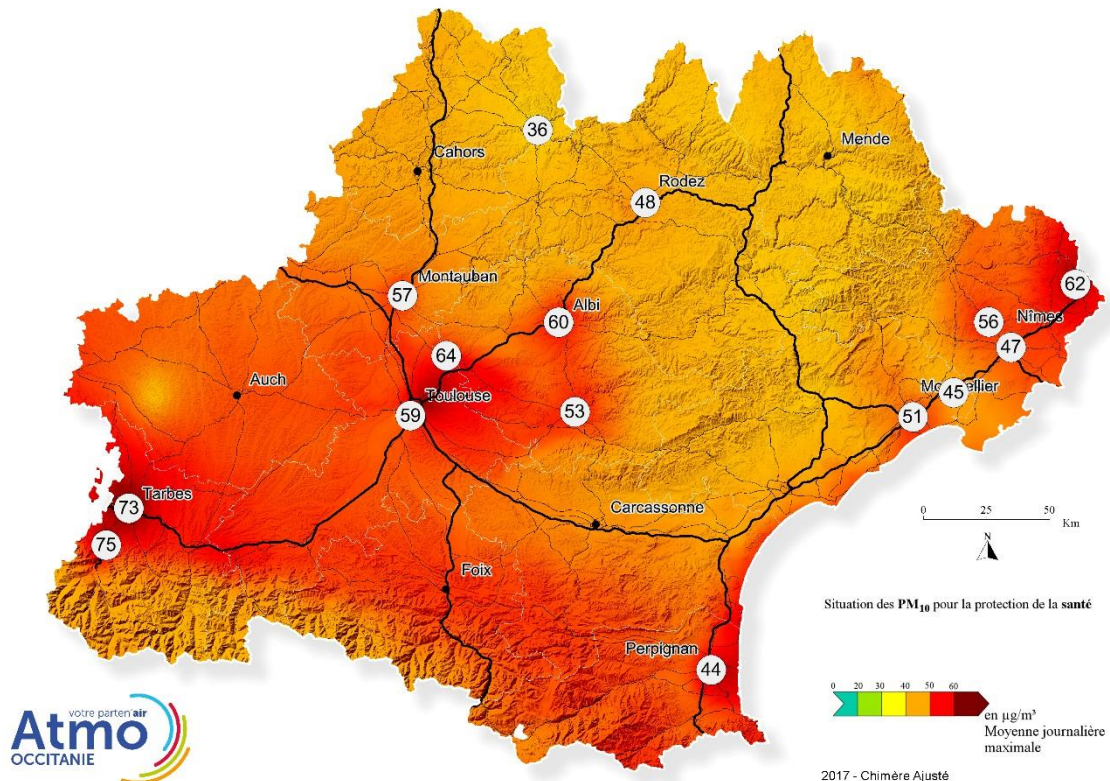 36
Cahors
Mende
Rodez
48
Montauban
57
62
Albi
60
56
Nîmes
47
64
Auch
Toulouse
59
53
Montpellier
45
51
Tarbes
73
75
Carcassonne
0 25 50
Km
N
Foix
Situation des PM10 pour la protection de la santé
Perpignan
44
0 20 30 40 50 60
en µg/m³
Moyenne journalière
maximale
votre parten'air
Atmo
OCCITANIE
2017 - Chimère Ajusté